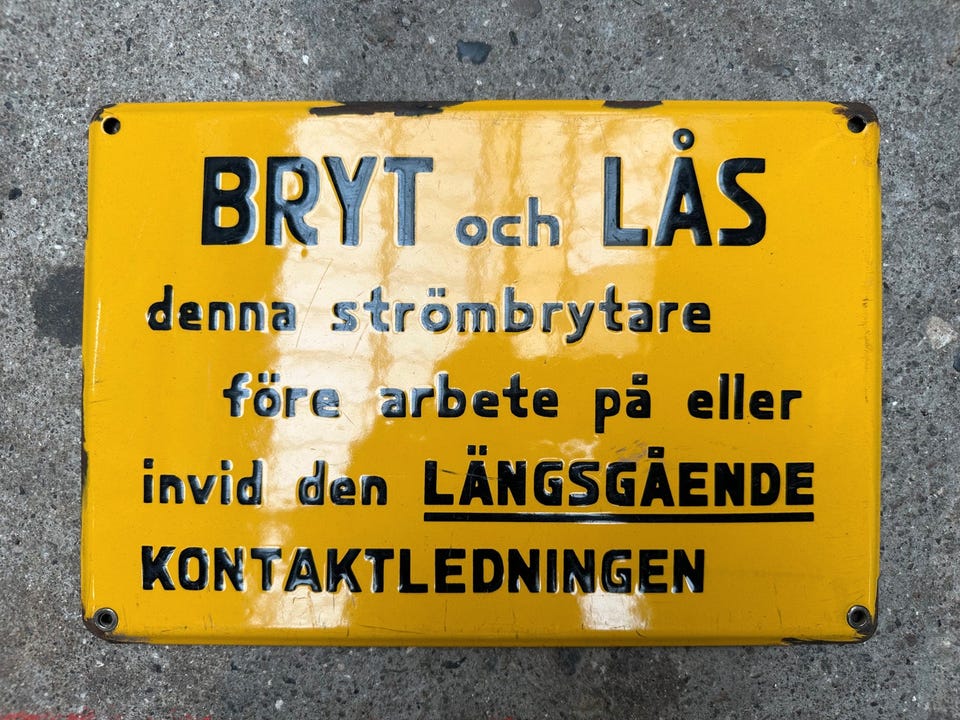 BRYT och LÅS
denna strömbrytare
före arbete på eller
invid den LÄNGSGÅENDE
KONTAKTLEDNINGEN